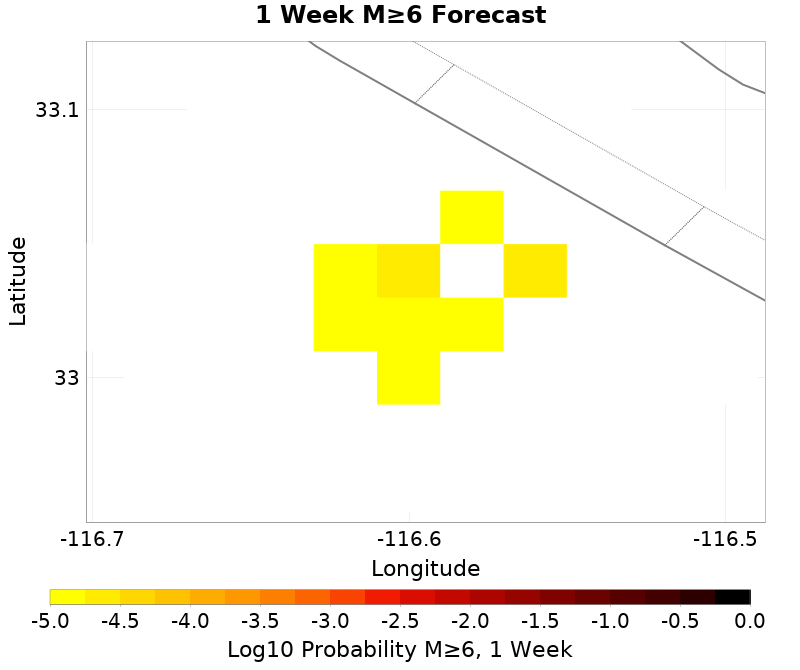 1 Week M≥6 Forecast
33.1
33
Latitude
-116.7 -116.6 -116.5
Longitude
-5.0 -4.5 -4.0 -3.5 -3.0 -2.5 -2.0 -1.5 -1.0 -0.5 0.0
Log10 Probability M≥6, 1 Week